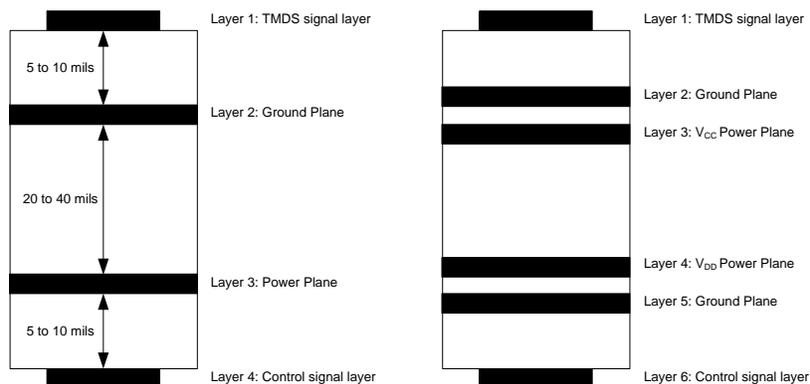 Layer 1: TMDS signal layer
5 to 10 mils
Layer 2: Ground Plane
20 to 40 mils
Layer 3: Power Plane
5 to 10 mils
Layer 4: Control signal layer
Layer 1: TMDS signal layer
Layer 2: Ground Plane
Layer 3: VCC Power Plane
Layer 4: VDD Power Plane
Layer 5: Ground Plane
Layer 6: Control signal layer